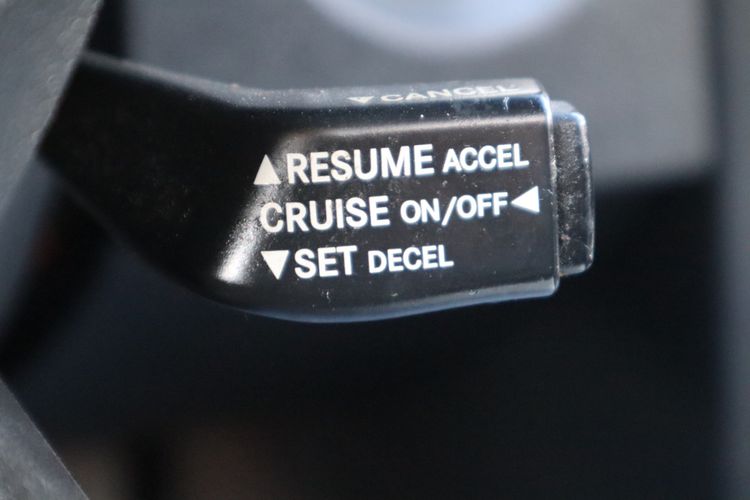 ▼CANCEL
▲RESUME ACCEL
CRUISE ON/OFF◀
▼SET DECEL